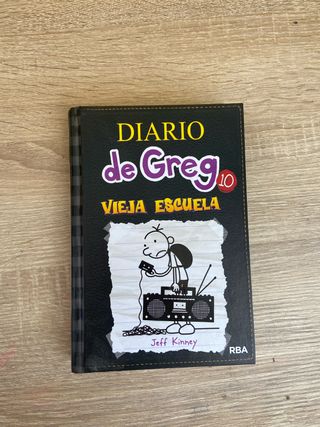 DIARIO
de Greg 10
VIEJA ESCUELA
Jeff Kinney
RBA